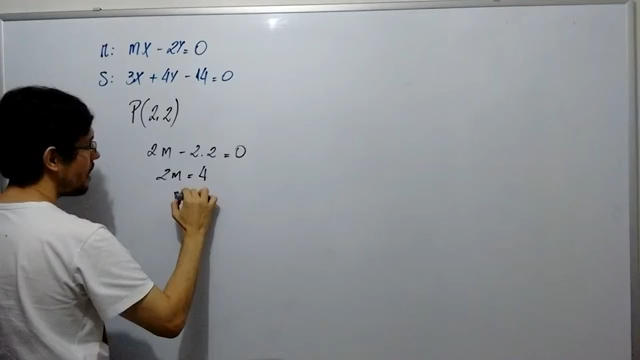 r: mx - 2y = 0
S: 3x + 4y - 14 = 0
P(2,2)
2m - 2.2 = 0
2m = 4